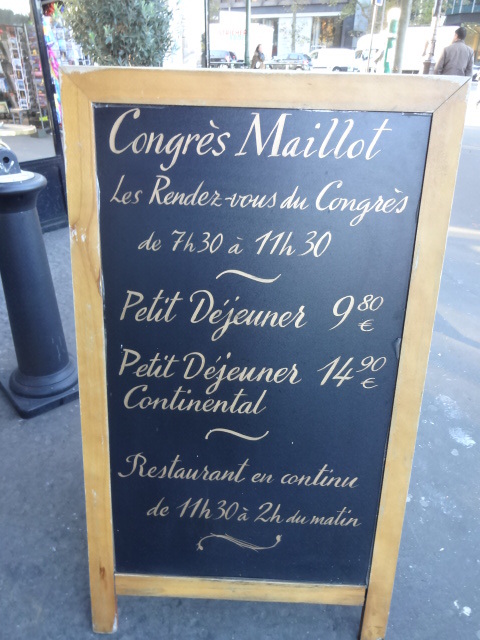 Congrès Maillot
Les Rendez-vous du Congrès
de 7h30 à 11h30
Petit Déjeuner 9 80 €
Petit Déjeuner 14 90 €
Continental
Restaurant en continu
de 11h30 à 2h du matin